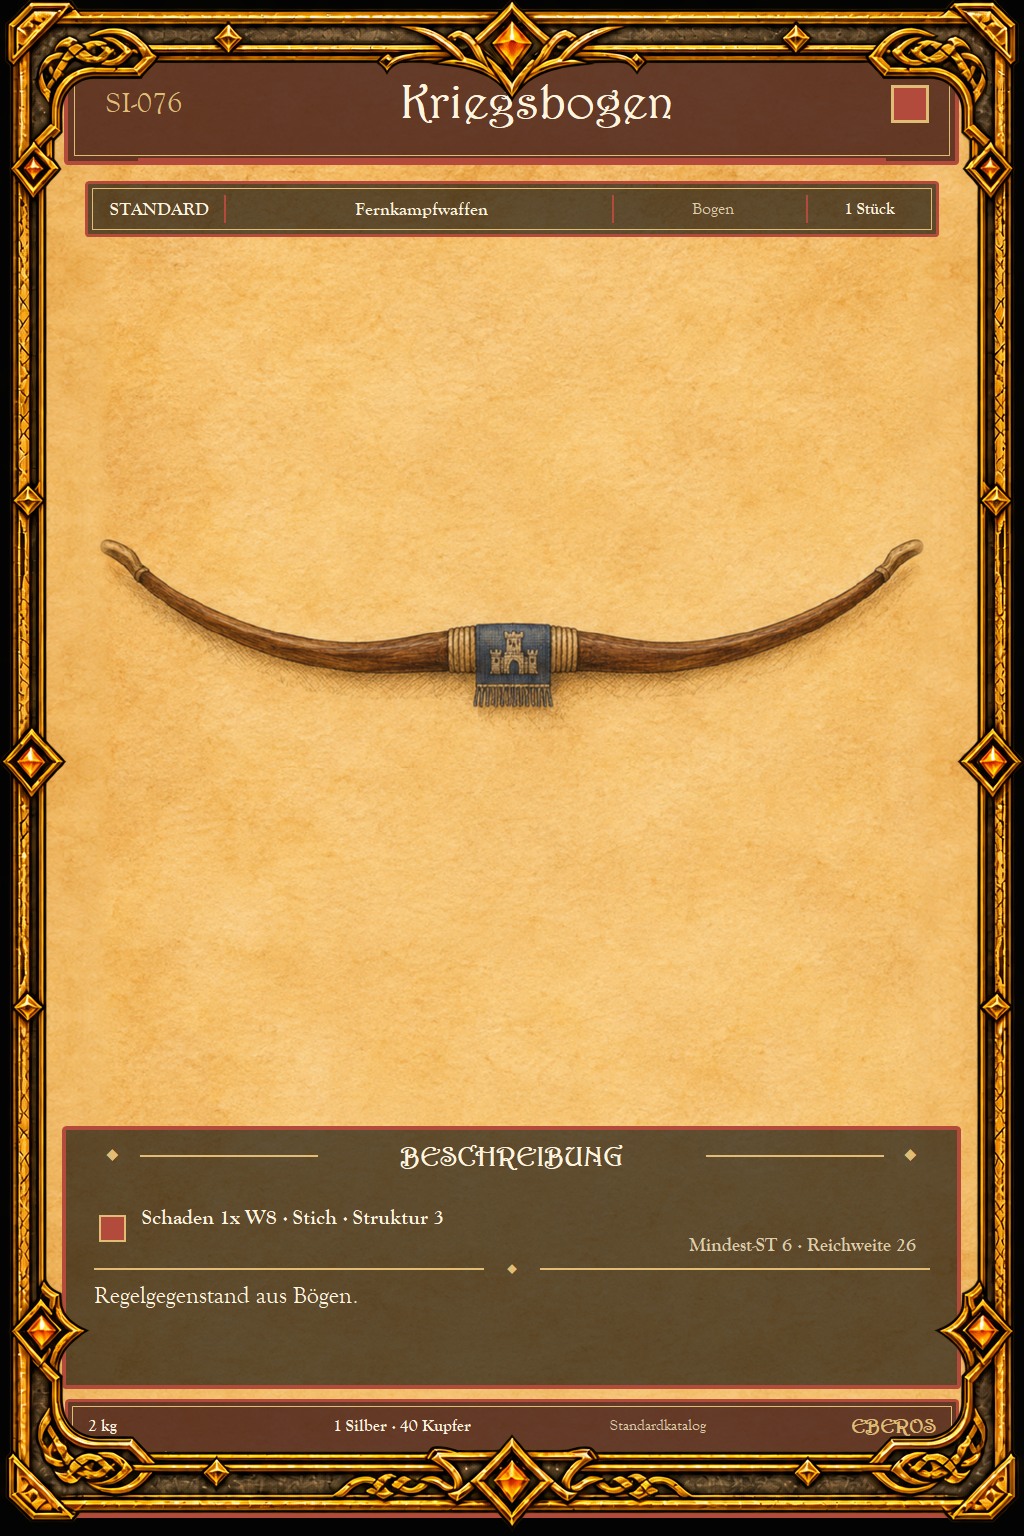 SI-076
Kriegsbogen
STANDARD
Fernkampfwaffen
Bogen
1 Stück
BESCHREIBUNG
Schaden 1x W8 · Stich · Struktur 3
Mindest-ST 6 · Reichweite 26
Regelgegenstand aus Bögen.
2 kg
1 Silber · 40 Kupfer
Standardkatalog
EBEROS